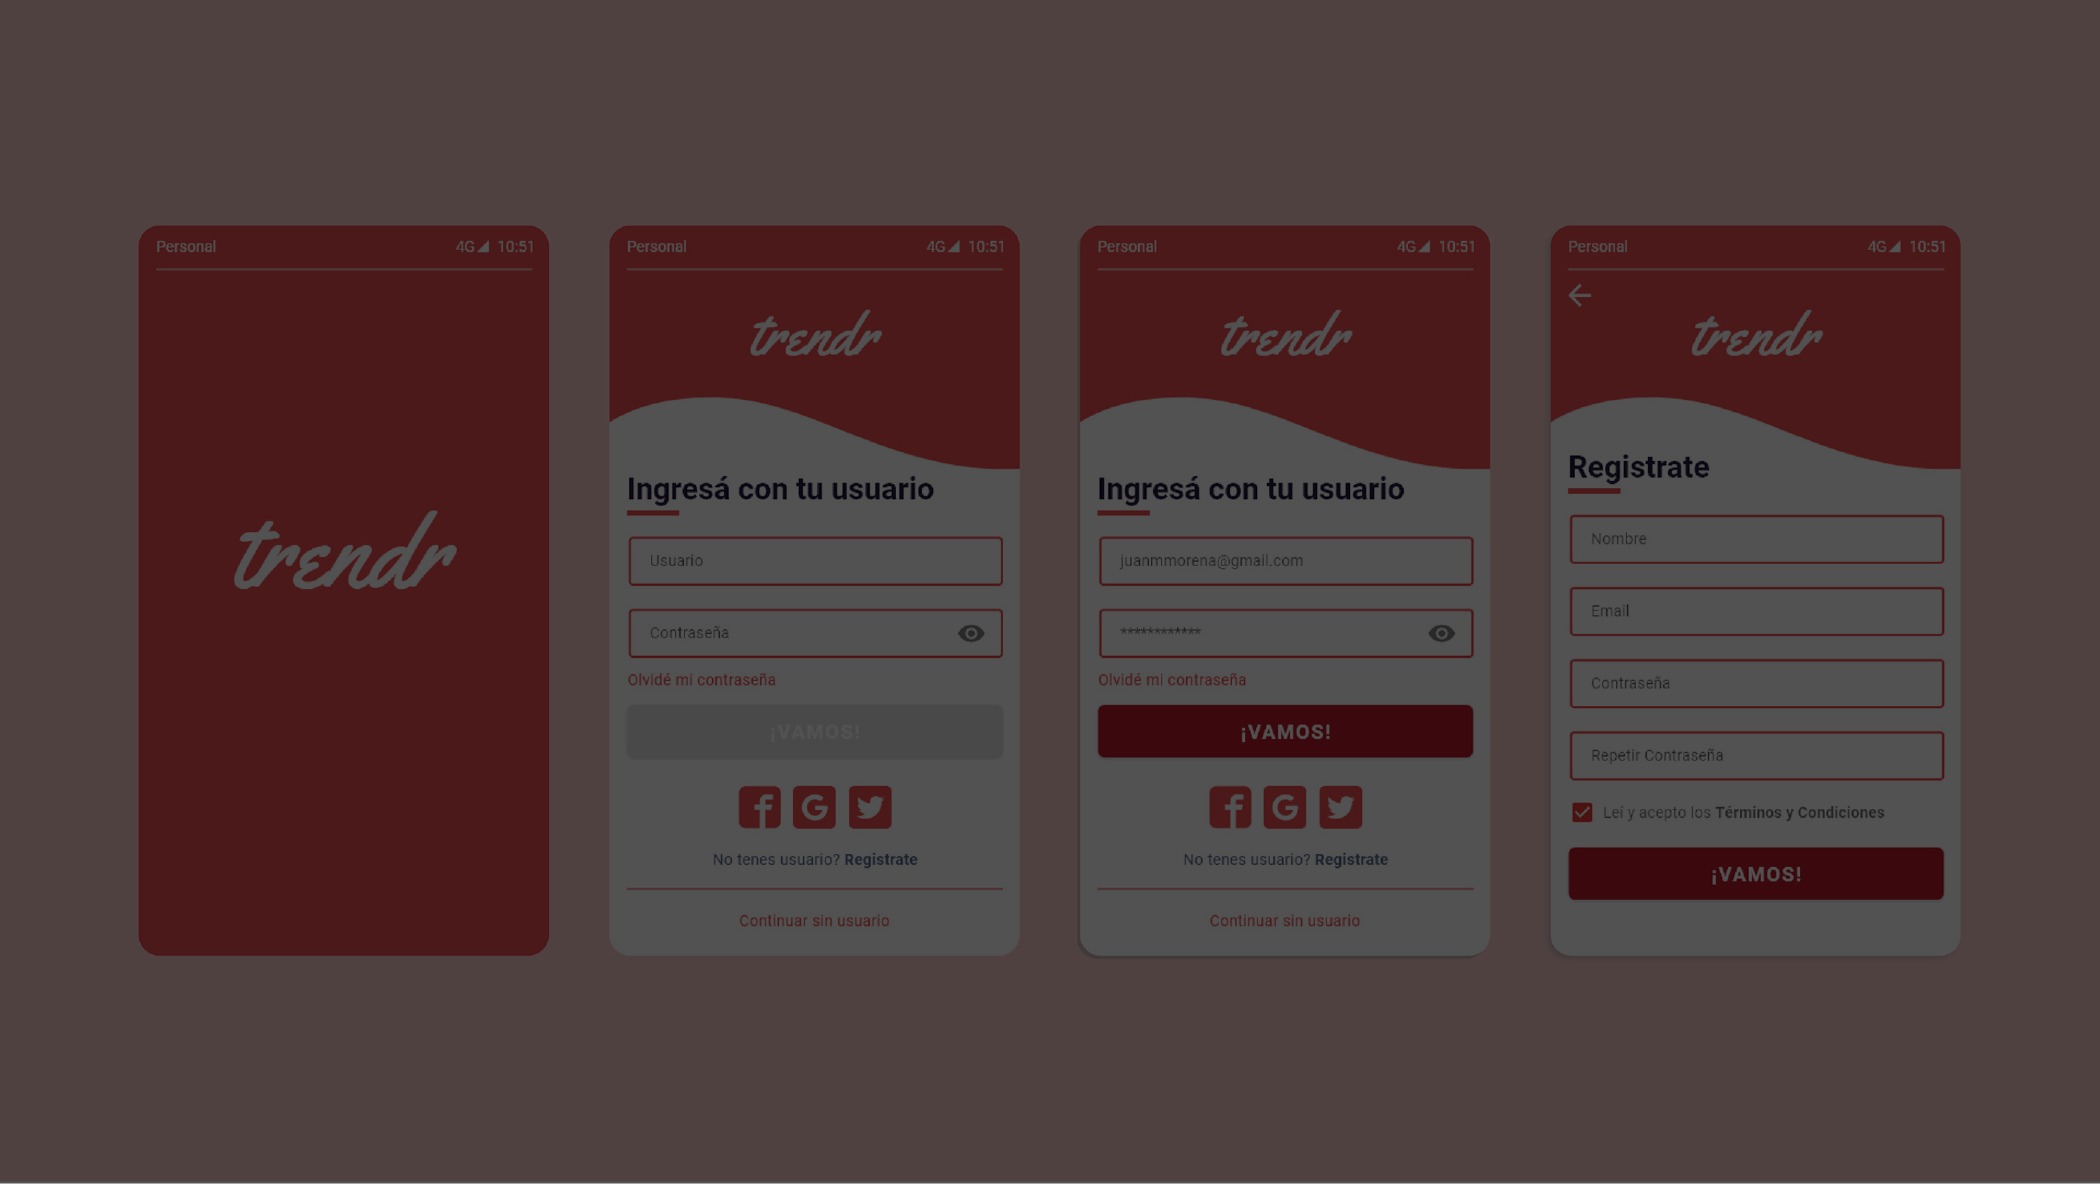 Personal 4G 10:51
trendr
Personal 4G 10:51
trendr
Ingresá con tu usuario
Usuario
Contraseña
Olvidé mi contraseña
¡VAMOS!
No tenes usuario? Registrate
Continuar sin usuario
Personal 4G 10:51
trendr
Ingresá con tu usuario
juanmmorena@gmail.com
************
Olvidé mi contraseña
¡VAMOS!
No tenes usuario? Registrate
Continuar sin usuario
Personal 4G 10:51
trendr
Registrate
Nombre
Email
Contraseña
Repetir Contraseña
Leí y acepto los Términos y Condiciones
¡VAMOS!